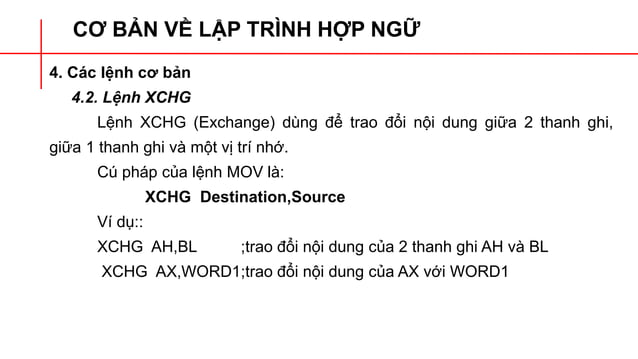 CƠ BẢN VỀ LẬP TRÌNH HỢP NGỮ
4. Các lệnh cơ bản
4.2. Lệnh XCHG
Lệnh XCHG (Exchange) dùng để trao đổi nội dung giữa 2 thanh ghi,
giữa 1 thanh ghi và một vị trí nhớ.
Cú pháp của lệnh MOV là:
XCHG Destination,Source
Ví dụ::
XCHG AH,BL ;trao đổi nội dung của 2 thanh ghi AH và BL
XCHG AX,WORD1;trao đổi nội dung của AX với WORD1